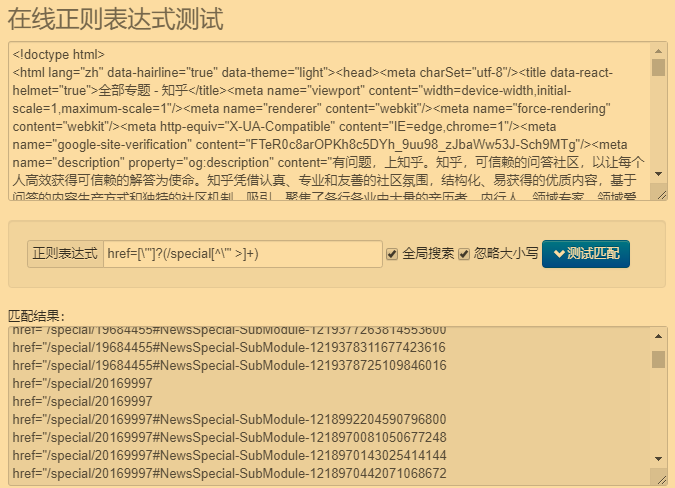 在线正则表达式测试
<!doctype html>
<html lang="zh" data-hairline="true" data-theme="light"><head><meta charSet="utf-8"/><title data-react-
helmet="true">全部专题 - 知乎</title><meta name="viewport" content="width=device-width,initial-
scale=1,maximum-scale=1"/><meta name="renderer" content="webkit"/><meta name="force-rendering"
content="webkit"/><meta http-equiv="X-UA-Compatible" content="IE=edge,chrome=1"/><meta
name="google-site-verification" content="FTeR0c8arOPKh8c5DYh_9uu98_zJbaWw53J-Sch9MTg"/><meta
name="description" property="og:description" content="有问题，上知乎。知乎，可信赖的问答社区，以让每个
人高效获得可信赖的解答为使命。知乎凭借认真、专业和友善的社区氛围，结构化、易获得的优质内容，基于
问答的内容生产方式和独特的社区机制，吸引、聚集了各行各业中大量的亲历者、内行人、领域专家、领域爱
正则表达式 href=[\"']?(/special[^\"' >]+) 全局搜索 忽略大小写 测试匹配
匹配结果：
href="/special/19684455#NewsSpecial-SubModule-1219377263814553600
href="/special/19684455#NewsSpecial-SubModule-1219378311677423616
href="/special/19684455#NewsSpecial-SubModule-1219378725109846016
href="/special/20169997
href="/special/20169997
href="/special/20169997#NewsSpecial-SubModule-1218992204590796800
href="/special/20169997#NewsSpecial-SubModule-1218970081050677248
href="/special/20169997#NewsSpecial-SubModule-1218970143025414144
href="/special/20169997#NewsSpecial-SubModule-1218970442071068672